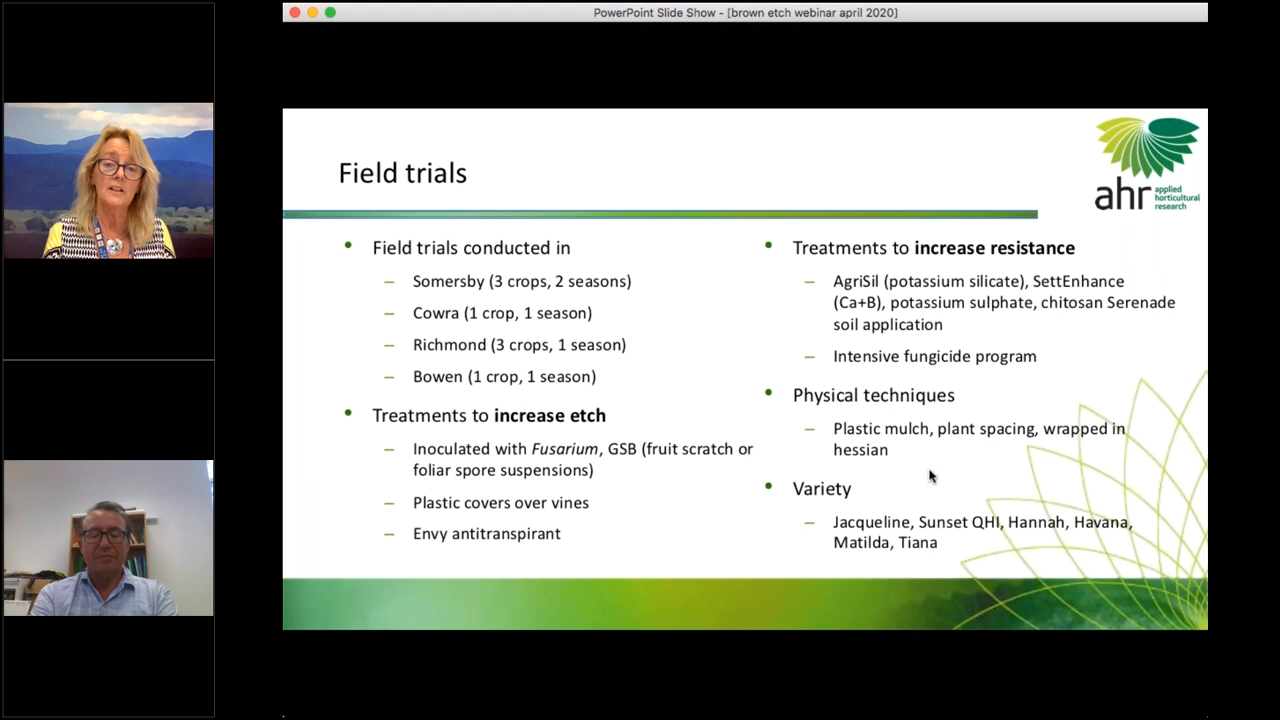 PowerPoint Slide Show - [brown etch webinar april 2020]
Field trials
ahr applied
horticultural
research
• Field trials conducted in
– Somersby (3 crops, 2 seasons)
– Cowra (1 crop, 1 season)
– Richmond (3 crops, 1 season)
– Bowen (1 crop, 1 season)
• Treatments to increase etch
– Inoculated with Fusarium, GSB (fruit scratch or
foliar spore suspensions)
– Plastic covers over vines
– Envy antitranspirant
• Treatments to increase resistance
– AgriSil (potassium silicate), SettEnhance
(Ca+B), potassium sulphate, chitosan Serenade
soil application
– Intensive fungicide program
• Physical techniques
– Plastic mulch, plant spacing, wrapped in
hessian
• Variety
– Jacqueline, Sunset QHI, Hannah, Havana,
Matilda, Tiana